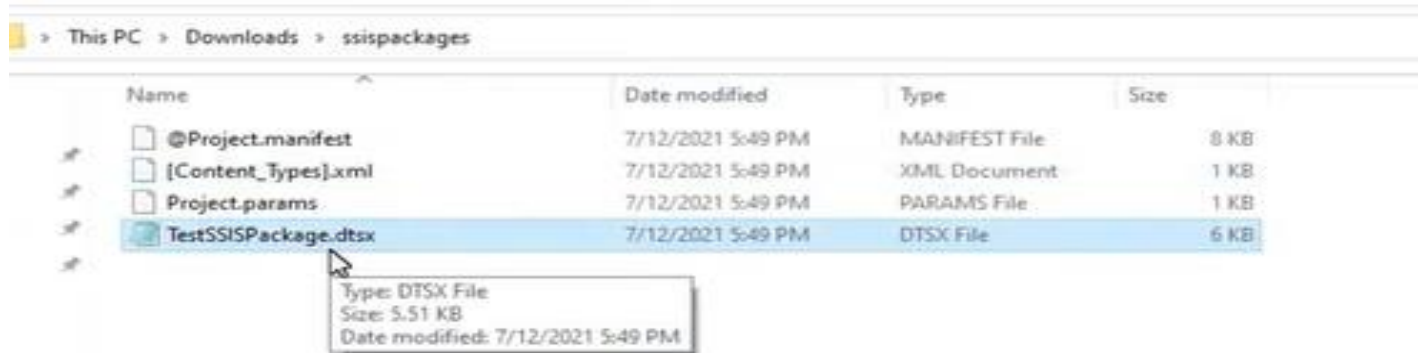 > This PC > Downloads > ssispackages
Name Date modified Type Size
@Project.manifest 7/12/2021 5:49 PM MANIFEST File 8 KB
[Content_Types].xml 7/12/2021 5:49 PM XML Document 1 KB
Project.params 7/12/2021 5:49 PM PARAMS File 1 KB
TestSSISPackage.dtsx 7/12/2021 5:49 PM DTSX File 6 KB
Type: DTSX File
Size: 5.51 KB
Date modified: 7/12/2021 5:49 PM